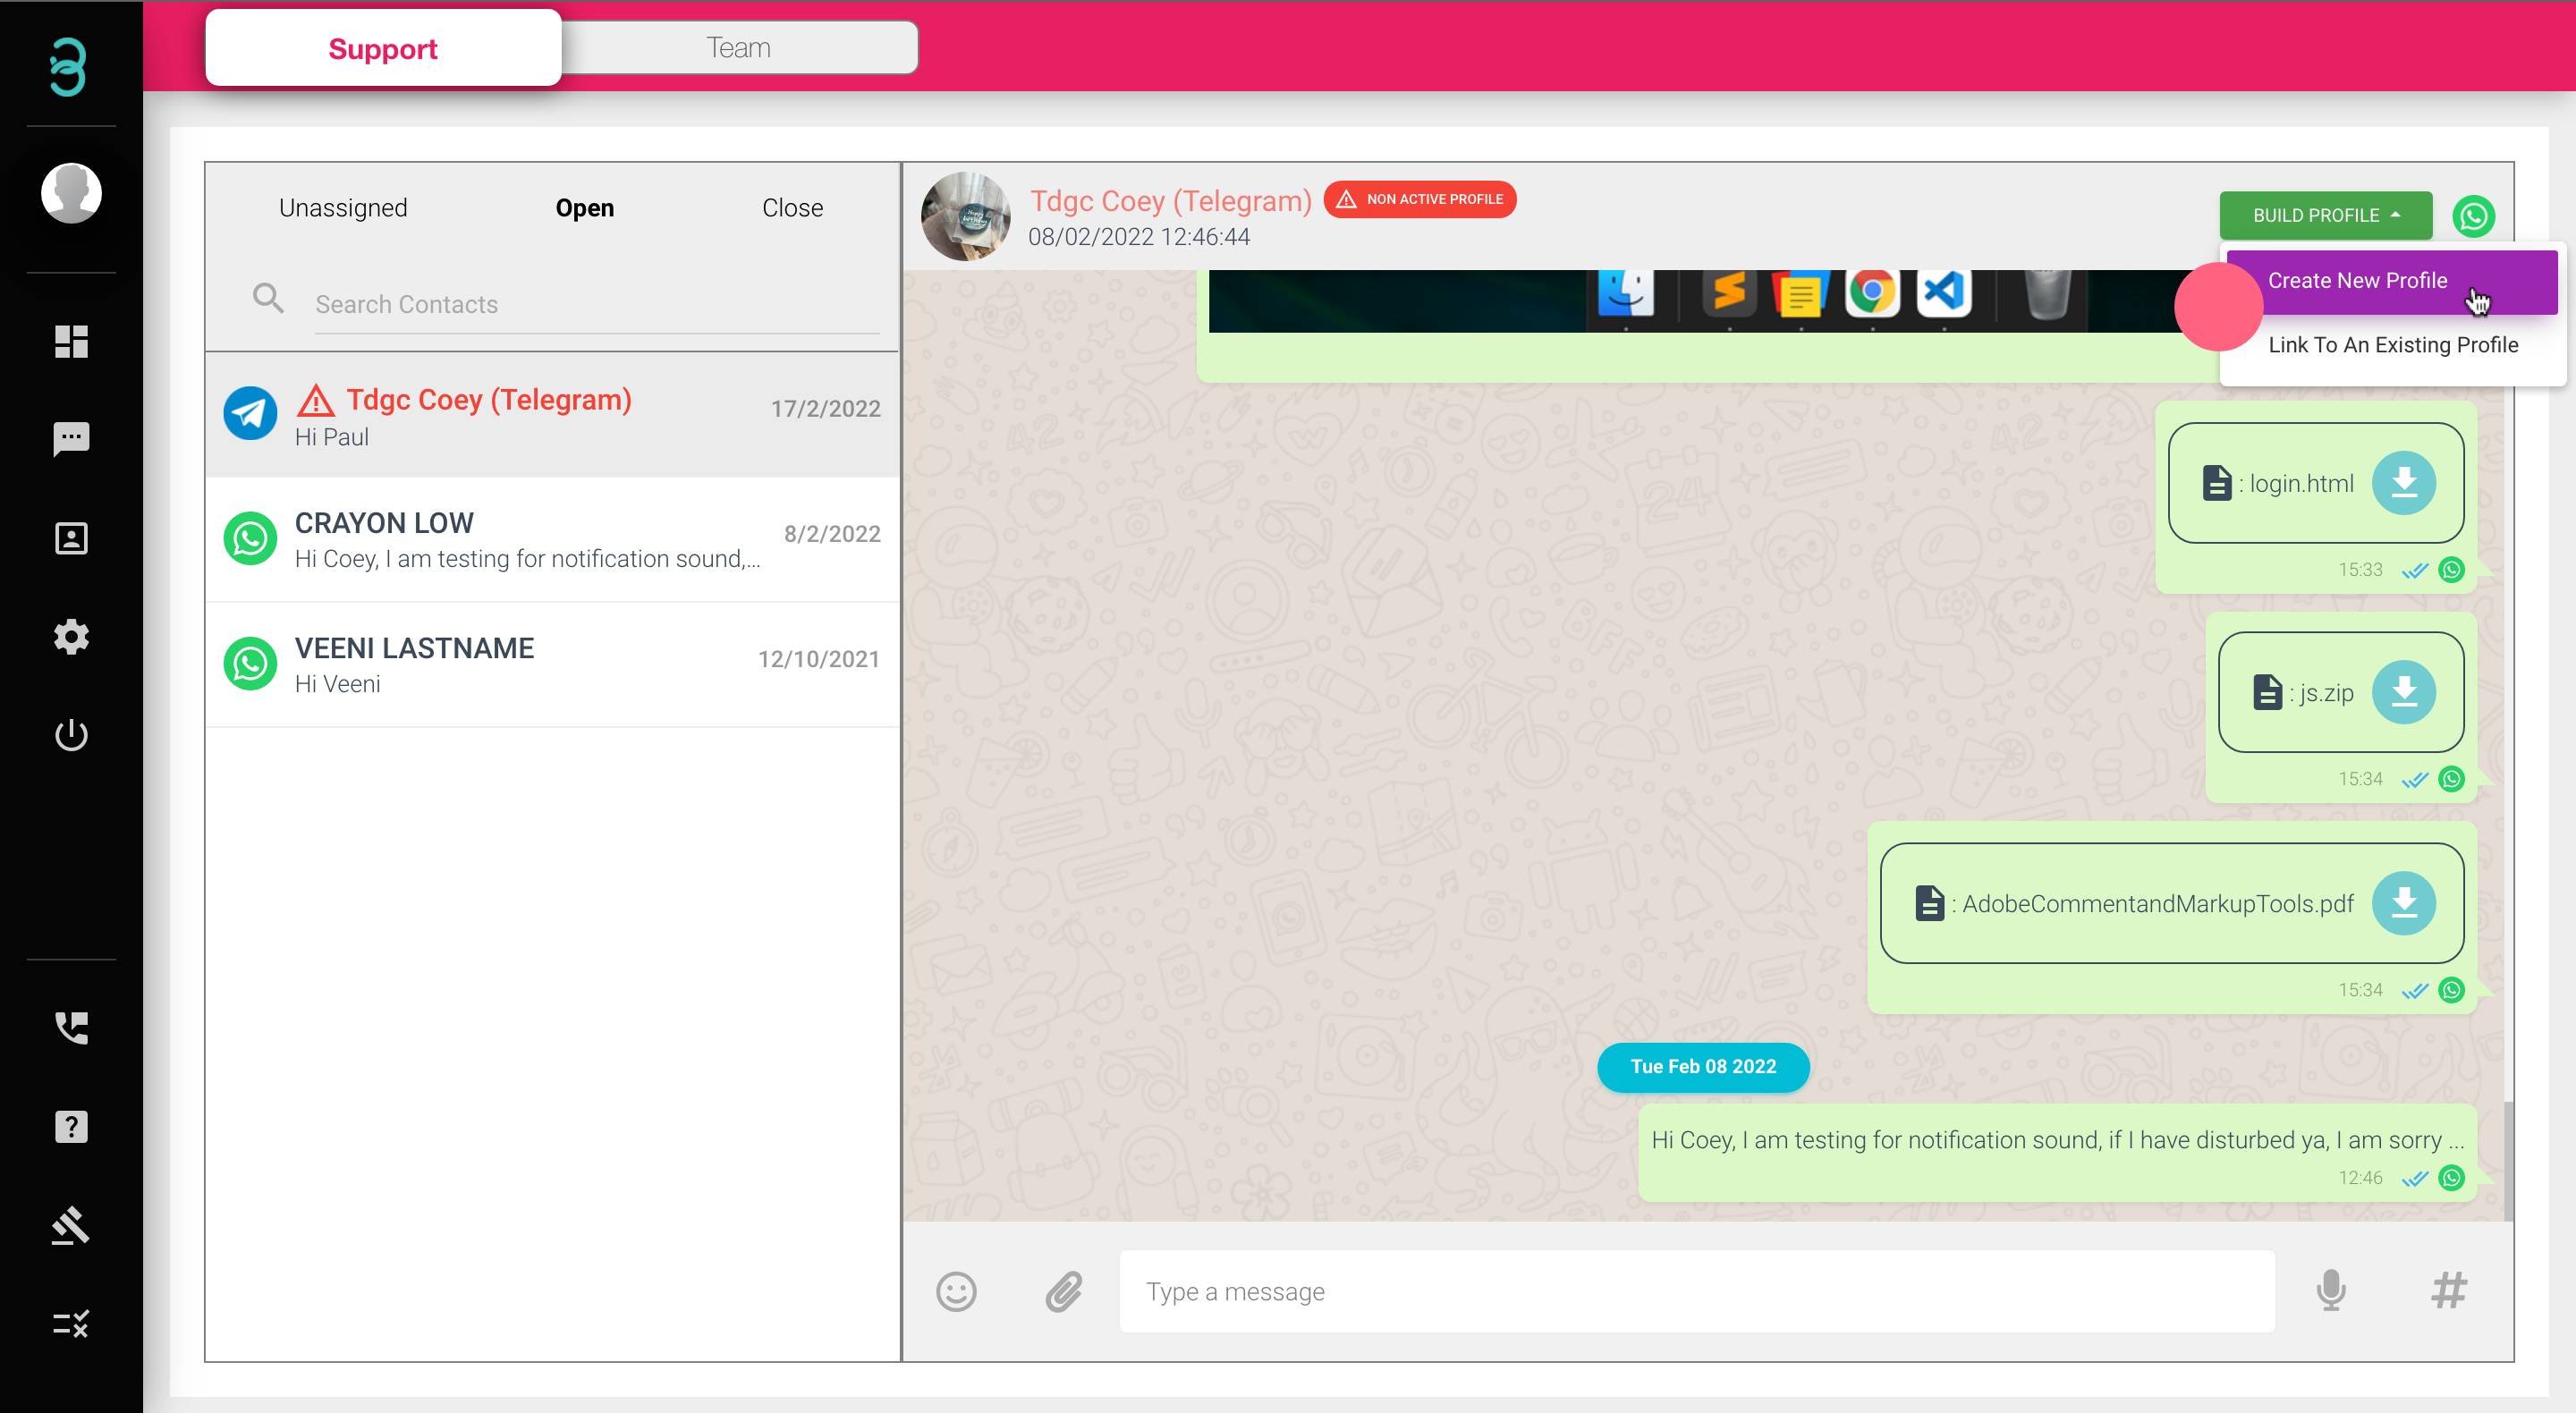 Support
Team
Unassigned
Open
Close
Search Contacts
Tdgc Coey (Telegram)
17/2/2022
Hi Paul
CRAYON LOW
8/2/2022
Hi Coey, I am testing for notification sound,...
VEENI LASTNAME
12/10/2021
Hi Veeni
Tdgc Coey (Telegram)
NON ACTIVE PROFILE
08/02/2022 12:46:44
BUILD PROFILE
Create New Profile
Link To An Existing Profile
: login.html
15:33
: js.zip
15:34
: AdobeCommentandMarkupTools.pdf
15:34
Tue Feb 08 2022
Hi Coey, I am testing for notification sound, if I have disturbed ya, I am sorry ...
12:46
Type a message
#